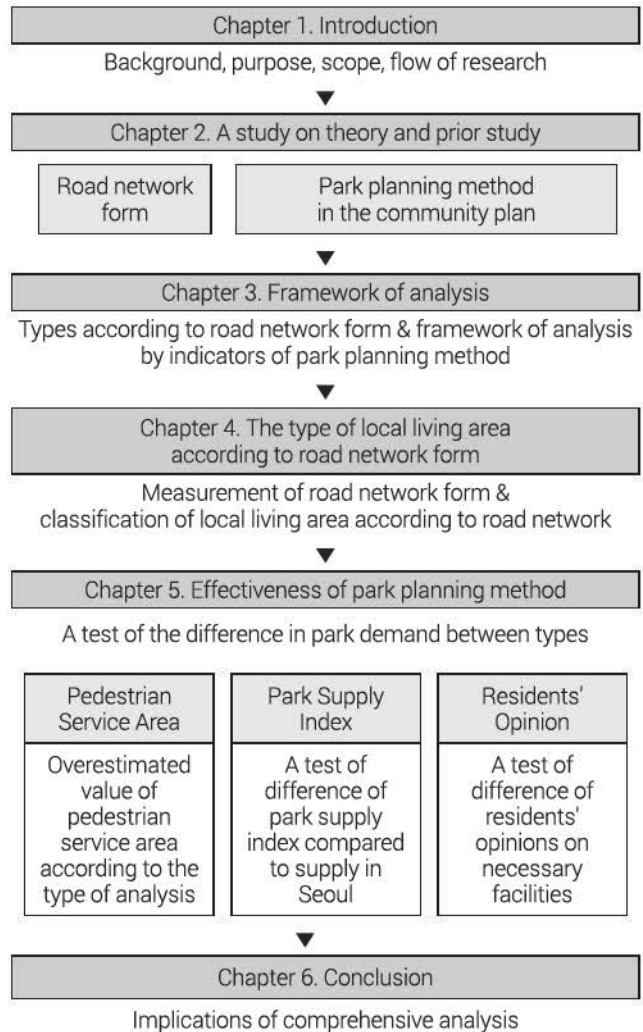 Chapter 1. Introduction
Background, purpose, scope, flow of research
▼
Chapter 2. A study on theory and prior study
Road network
form
Park planning method
in the community plan
▼
Chapter 3. Framework of analysis
Types according to road network form & framework of analysis
by indicators of park planning method
▼
Chapter 4. The type of local living area
according to road network form
Measurement of road network form &
classification of local living area according to road network
▼
Chapter 5. Effectiveness of park planning method
A test of the difference in park demand between types
Pedestrian
Service Area
Overestimated
value of
pedestrian
service area
according to the
type of analysis
Park Supply
Index
A test of
difference of
park supply
index compared
to supply in
Seoul
Residents'
Opinion
A test of
difference of
residents'
opinions on
necessary
facilities
▼
Chapter 6. Conclusion
Implications of comprehensive analysis